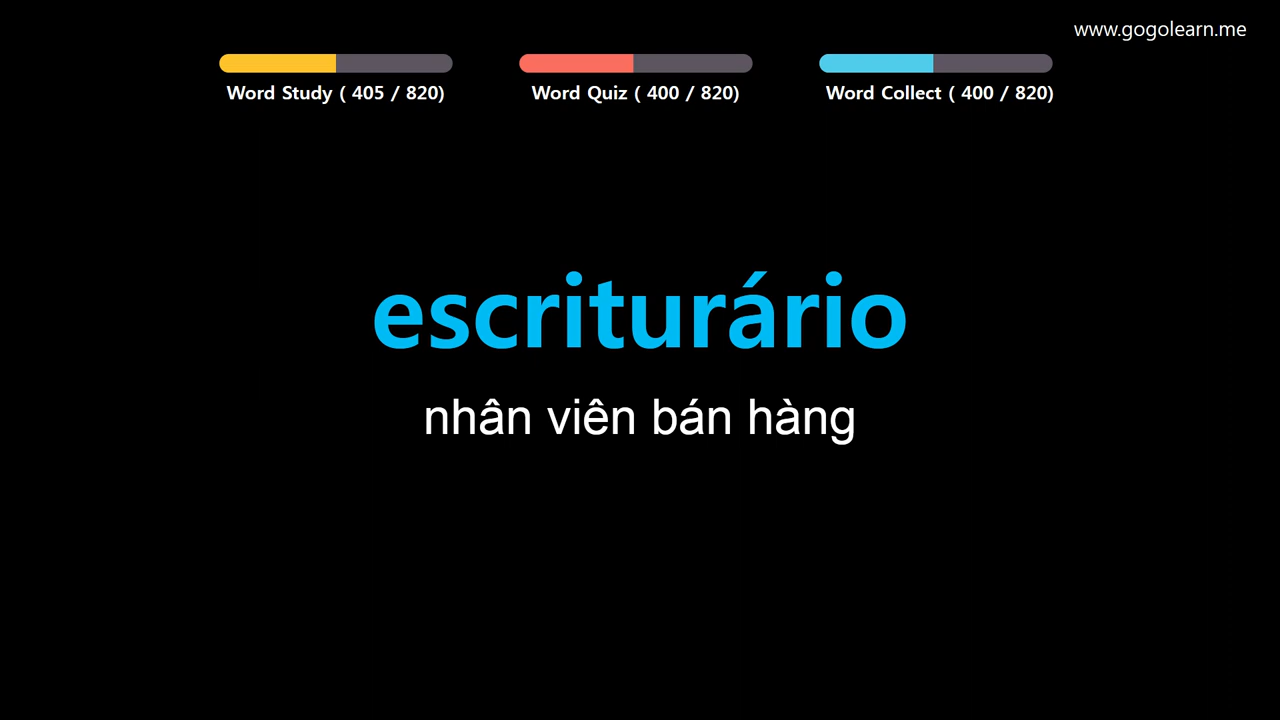 www.gogolearn.me
Word Study ( 405 / 820)
Word Quiz ( 400 / 820)
Word Collect ( 400 / 820)
escriturário
nhân viên bán hàng